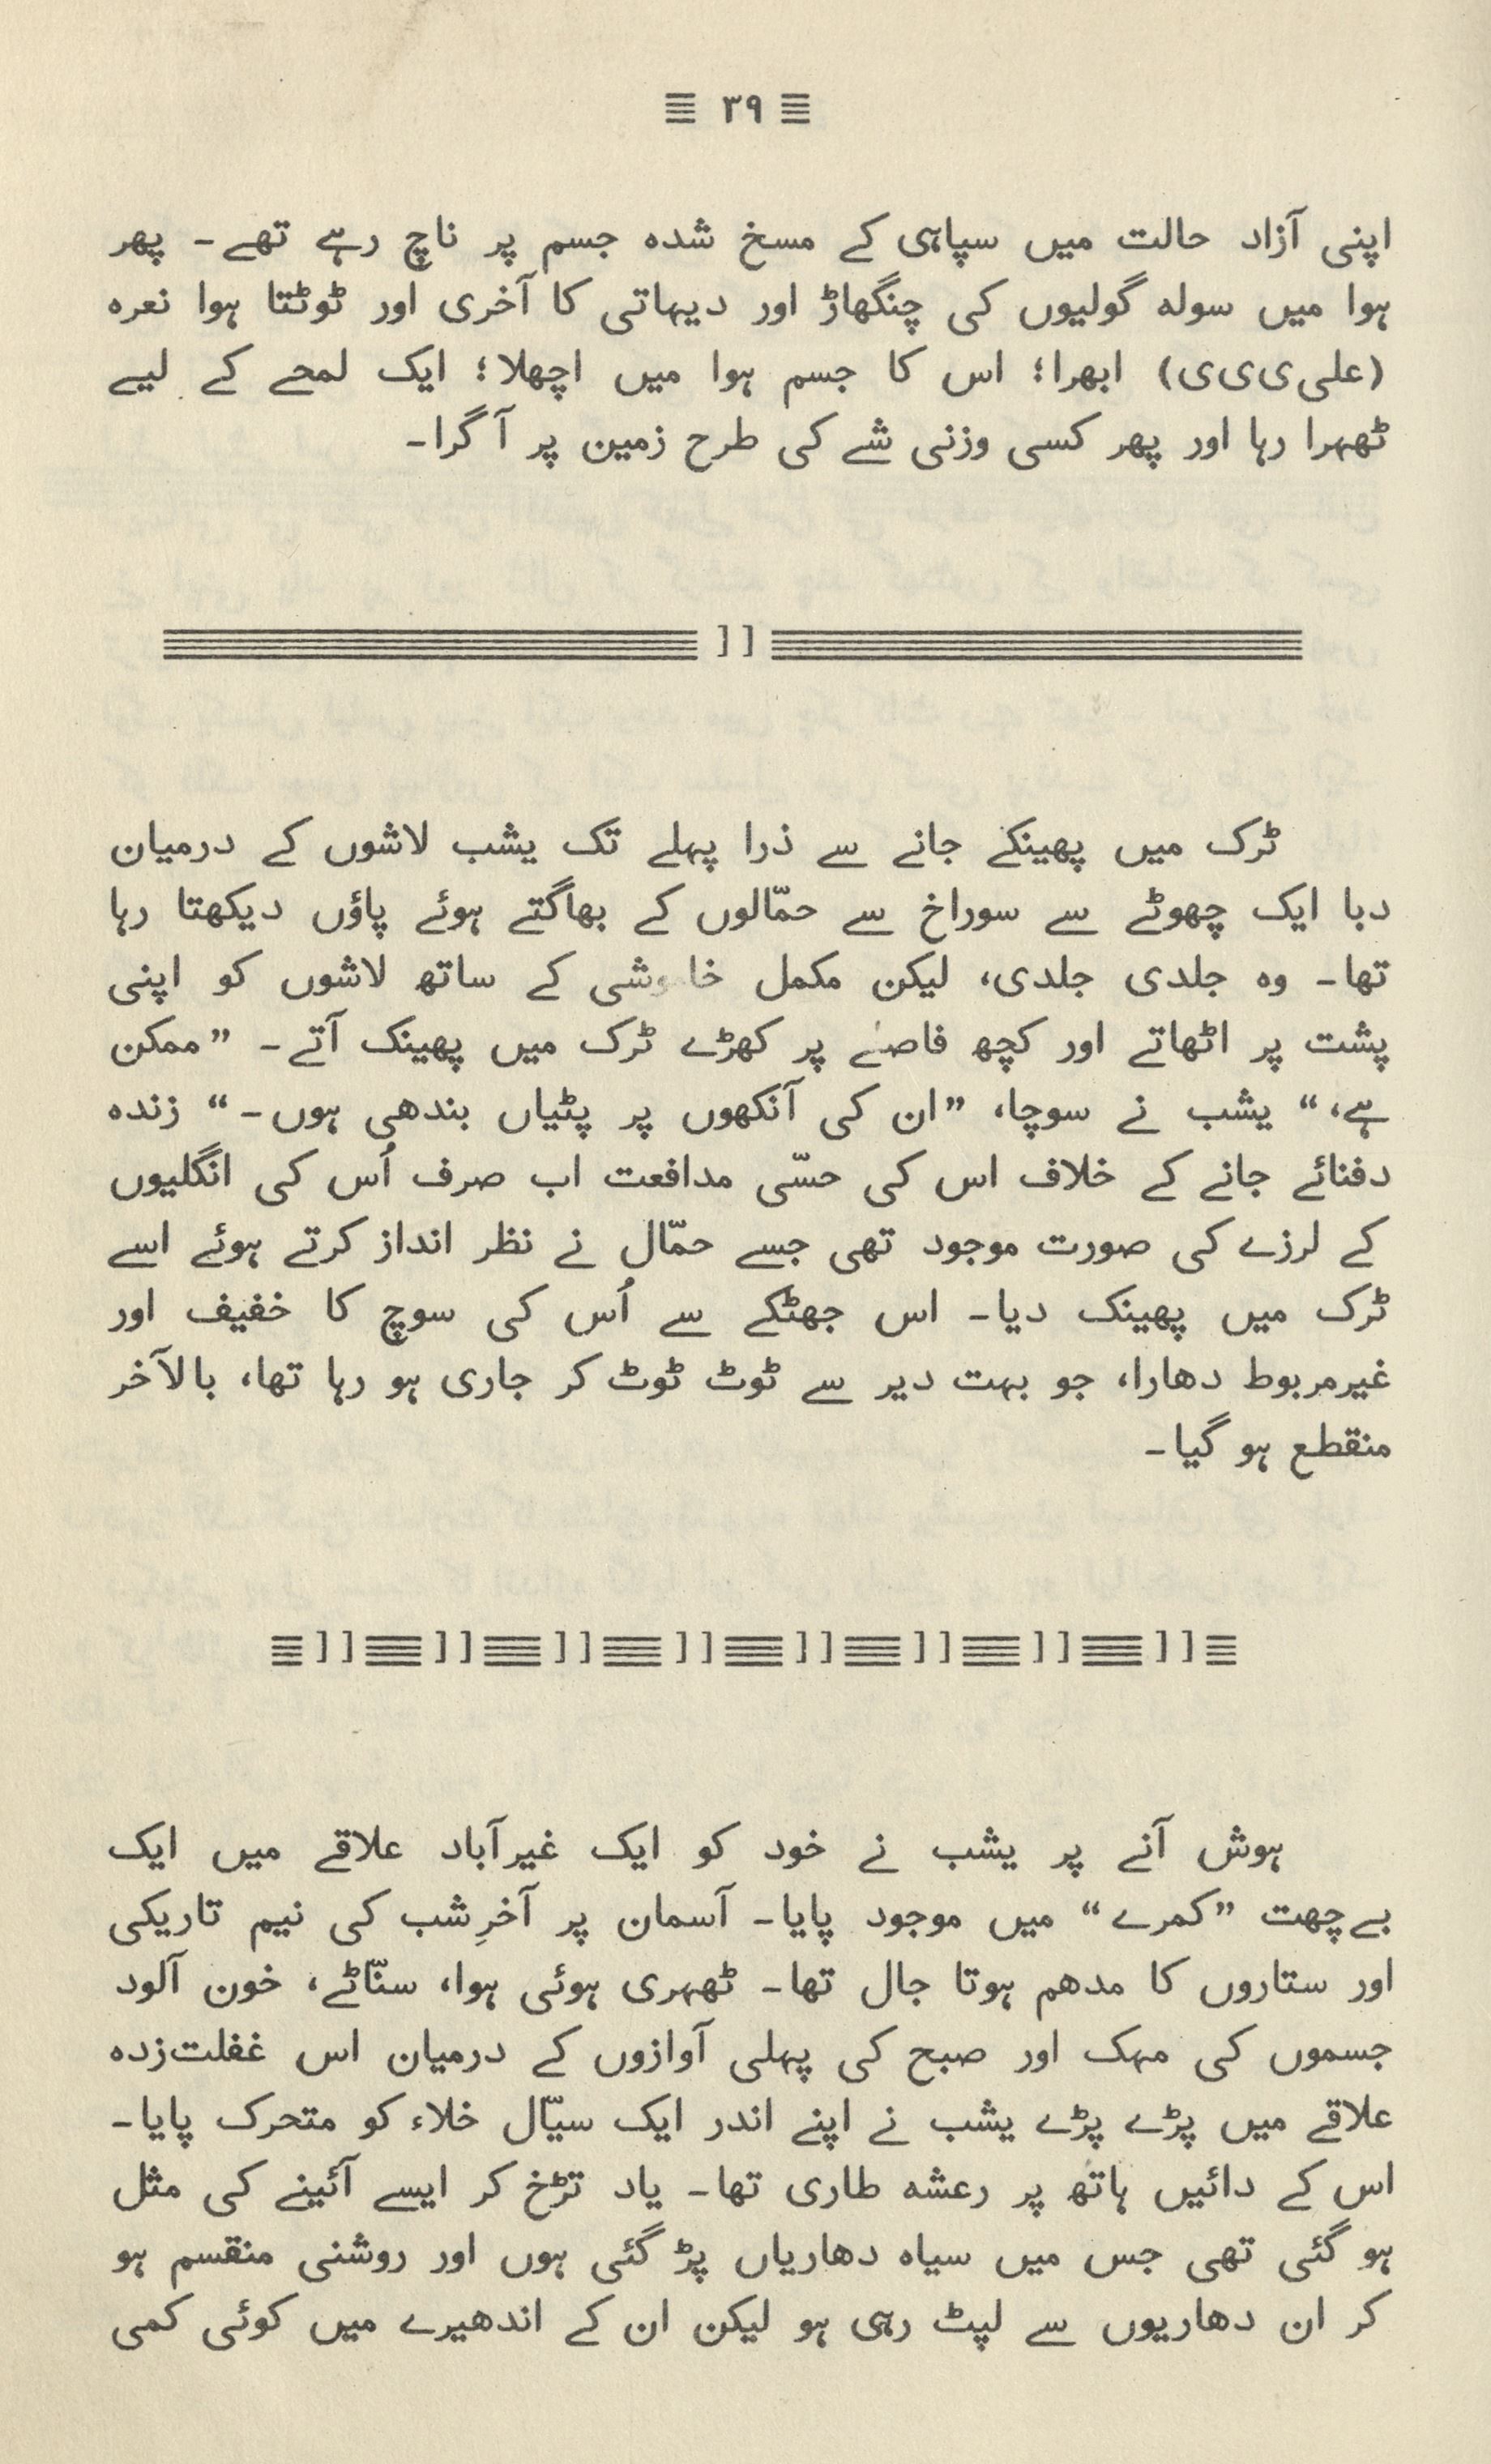 ۳۹
اپنی آزاد حالت میں سپاہی کے مسخ شدہ جسم پر ناچ رہے تھے۔ پھر
ہوا میں سولہ گولیوں کی چنگھاڑ اور دیہاتی کا آخری اور ٹوٹتا ہوا نعرہ
(علی‌ی‌ی‌ی) ابھرا؛ اس کا جسم ہوا میں اچھلا؛ ایک لمحے کے لیے
ٹھہرا رہا اور پھر کسی وزنی شے کی طرح زمین پر آ گرا۔
] [
ٹرک میں پھینکے جانے سے ذرا پہلے تک یشب لاشوں کے درمیان
دبا ایک چھوٹے سے سوراخ سے حمّالوں کے بھاگتے ہوئے پاؤں دیکھتا رہا
تھا۔ وہ جلدی جلدی، لیکن مکمل خاموشی کے ساتھ لاشوں کو اپنی
پشت پر اٹھاتے اور کچھ فاصلے پر کھڑے ٹرک میں پھینک آتے۔ ”ممکن
ہے،“ یشب نے سوچا، ”ان کی آنکھوں پر پٹیاں بندھی ہوں۔“ زندہ
دفنائے جانے کے خلاف اس کی حسّی مدافعت اب صرف اُس کی انگلیوں
کے لرزے کی صورت موجود تھی جسے حمّال نے نظر انداز کرتے ہوئے اسے
ٹرک میں پھینک دیا۔ اس جھٹکے سے اُس کی سوچ کا خفیف اور
غیرمربوط دھارا، جو بہت دیر سے ٹوٹ ٹوٹ کر جاری ہو رہا تھا، بالآخر
منقطع ہو گیا۔
] [ ] [ ] [ ] [ ] [ ] [ ] [ ] [
ہوش آنے پر یشب نے خود کو ایک غیرآباد علاقے میں ایک
بے‌چھت ”کمرے“ میں موجود پایا۔ آسمان پر آخرِشب کی نیم تاریکی
اور ستاروں کا مدھم ہوتا جال تھا۔ ٹھہری ہوئی ہوا، سنّاٹے، خون آلود
جسموں کی مہک اور صبح کی پہلی آوازوں کے درمیان اس غفلت‌زدہ
علاقے میں پڑے پڑے یشب نے اپنے اندر ایک سیّال خلاء کو متحرک پایا۔
اس کے دائیں ہاتھ پر رعشہ طاری تھا۔ یاد تڑخ کر ایسے آئینے کی مثل
ہو گئی تھی جس میں سیاہ دھاریاں پڑ گئی ہوں اور روشنی منقسم ہو
کر ان دھاریوں سے لپٹ رہی ہو لیکن ان کے اندھیرے میں کوئی کمی